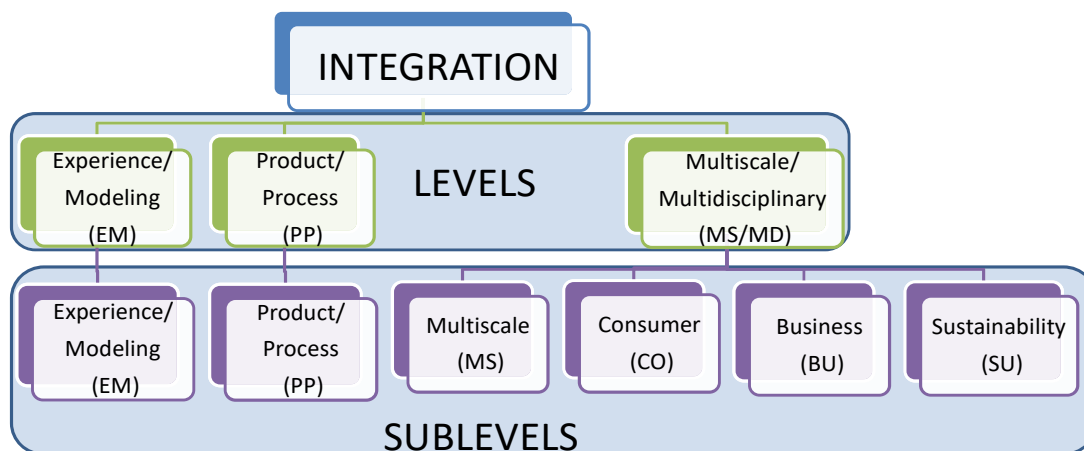 INTEGRATION
Experience/
Modeling
(EM)
Product/
Process
(PP)
LEVELS
Multiscale/
Multidisciplinary
(MS/MD)
Experience/
Modeling
(EM)
Product/
Process
(PP)
Multiscale
(MS)
Consumer
(CO)
Business
(BU)
Sustainability
(SU)
SUBLEVELS